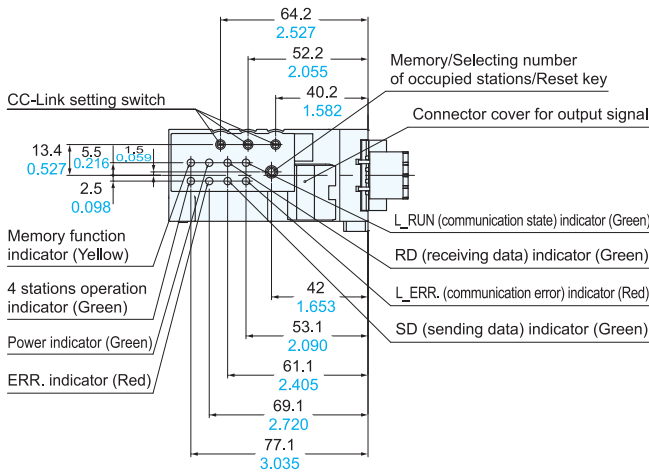 64.2
2.527
52.2
2.055
40.2
1.582
Memory/Selecting number
of occupied stations/Reset key
CC-Link setting switch
Connector cover for output signal
13.4
0.527
5.5
0.216
1.5
0.059
2.5
0.098
L_RUN (communication state) indicator (Green)
Memory function
indicator (Yellow)
RD (receiving data) indicator (Green)
4 stations operation
indicator (Green)
42
1.653
L_ERR. (communication error) indicator (Red)
Power indicator (Green)
53.1
2.090
SD (sending data) indicator (Green)
ERR. indicator (Red)
61.1
2.405
69.1
2.720
77.1
3.035